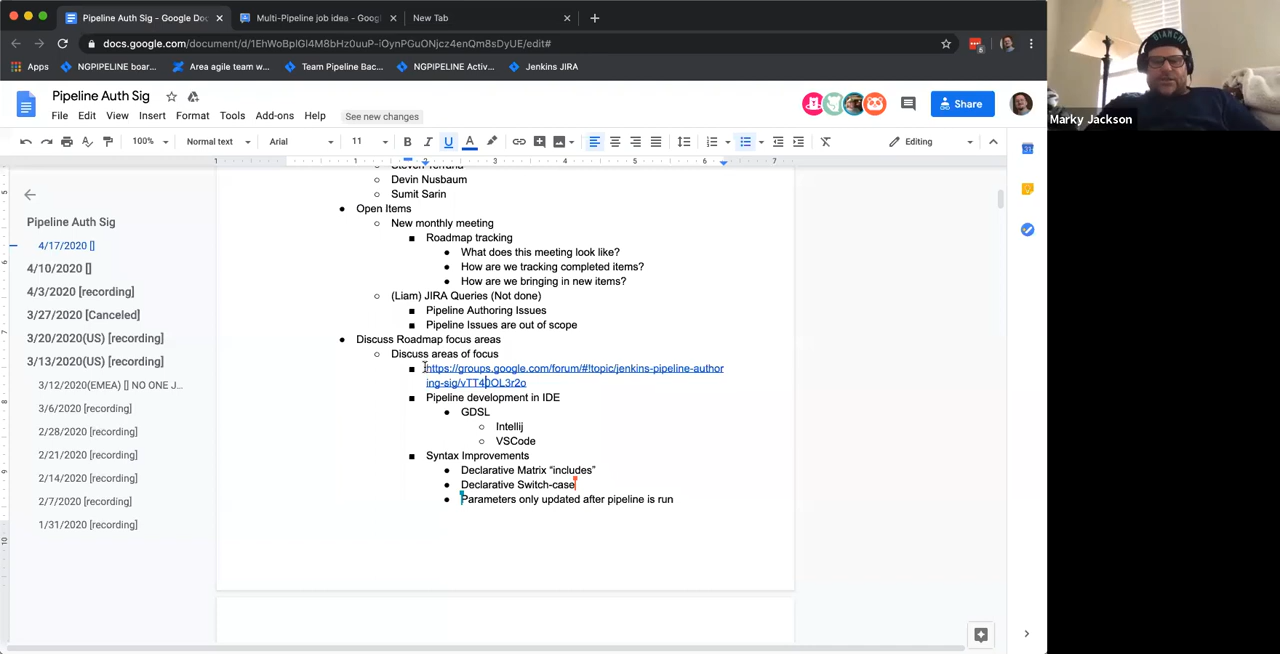 Pipeline Auth Sig - Google Doc
Multi-Pipeline job idea - Goog
New Tab
docs.google.com/document/d/1EhWoBplGl4M8bHz0uuP-iOynPGuONjcz4enQm8sDyUE/edit#
Apps
NGPIPELINE boar...
Area agile team w...
Team Pipeline Bac...
NGPIPELINE Activ...
Jenkins JIRA
Pipeline Auth Sig
File Edit View Insert Format Tools Add-ons Help
See new changes
Share
100%
Normal text
Arial
11
Editing
Pipeline Auth Sig
4/17/2020 []
4/10/2020 []
4/3/2020 [recording]
3/27/2020 [Canceled]
3/20/2020(US) [recording]
3/13/2020(US) [recording]
3/12/2020(EMEA) [] NO ONE J...
3/6/2020 [recording]
2/28/2020 [recording]
2/21/2020 [recording]
2/14/2020 [recording]
2/7/2020 [recording]
1/31/2020 [recording]
Devin Nusbaum
Sumit Sarin
Open Items
New monthly meeting
Roadmap tracking
What does this meeting look like?
How are we tracking completed items?
How are we bringing in new items?
(Liam) JIRA Queries (Not done)
Pipeline Authoring Issues
Pipeline Issues are out of scope
Discuss Roadmap focus areas
Discuss areas of focus
https://groups.google.com/forum/#!topic/jenkins-pipeline-author
ing-sig/vTT40OL3r2o
Pipeline development in IDE
GDSL
Intellij
VSCode
Syntax Improvements
Declarative Matrix “includes”
Declarative Switch-case
Parameters only updated after pipeline is run
BIANCHI
Marky Jackson